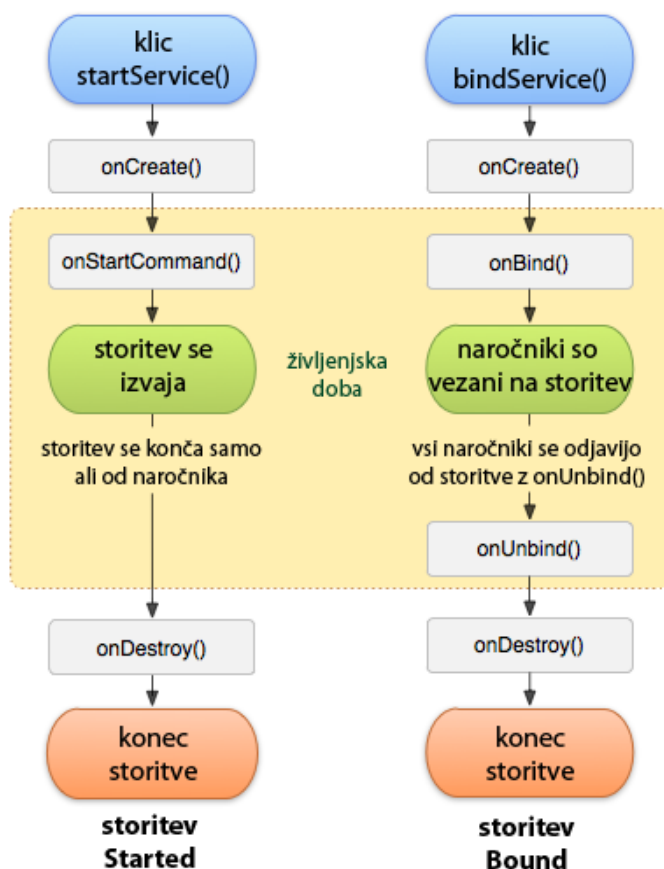 klic
startService()
onCreate()
onStartCommand()
storitev se
izvaja
storitev se konča samo
ali od naročnika
onDestroy()
konec
storitve
storitev
Started
življenjska
doba
klic
bindService()
onCreate()
onBind()
naročniki so
vezani na storitev
vsi naročniki se odjavijo
od storitve z onUnbind()
onUnbind()
onDestroy()
konec
storitve
storitev
Bound